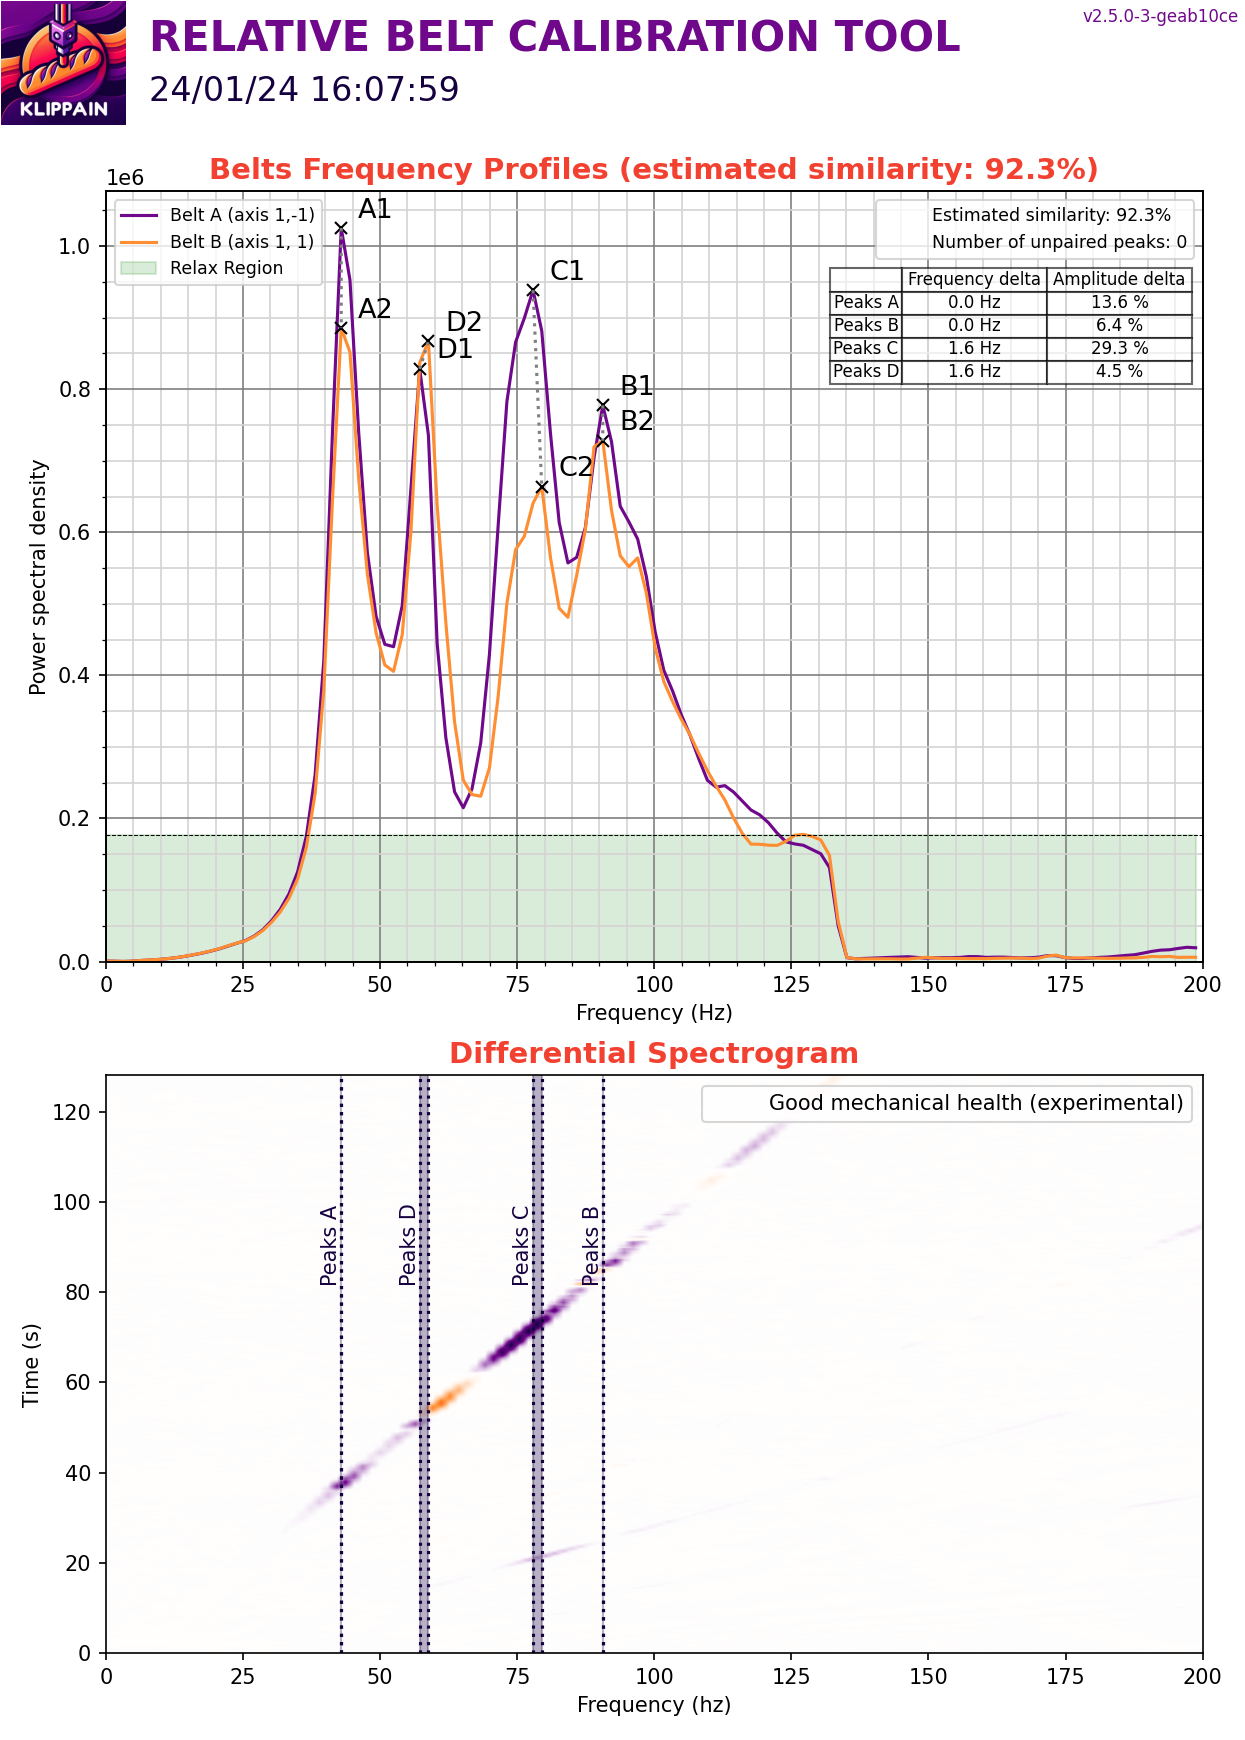 v2.5.0-3-geab10ce
RELATIVE BELT CALIBRATION TOOL
24/01/24 16:07:59
KLIPPAIN
Belts Frequency Profiles (estimated similarity: 92.3%)
1e6
Belt A (axis 1,-1)
Belt B (axis 1, 1)
Relax Region
Estimated similarity: 92.3%
Number of unpaired peaks: 0
Frequency delta Amplitude delta
Peaks A 0.0 Hz 13.6 %
Peaks B 0.0 Hz 6.4 %
Peaks C 1.6 Hz 29.3 %
Peaks D 1.6 Hz 4.5 %
A1
A2
D2
D1
C1
B1
B2
C2
Power spectral density
1.0
0.8
0.6
0.4
0.2
0.0
0 25 50 75 100 125 150 175 200
Frequency (Hz)
Differential Spectrogram
Good mechanical health (experimental)
Peaks A
Peaks D
Peaks C
Peaks B
Time (s)
120
100
80
60
40
20
0
0 25 50 75 100 125 150 175 200
Frequency (hz)